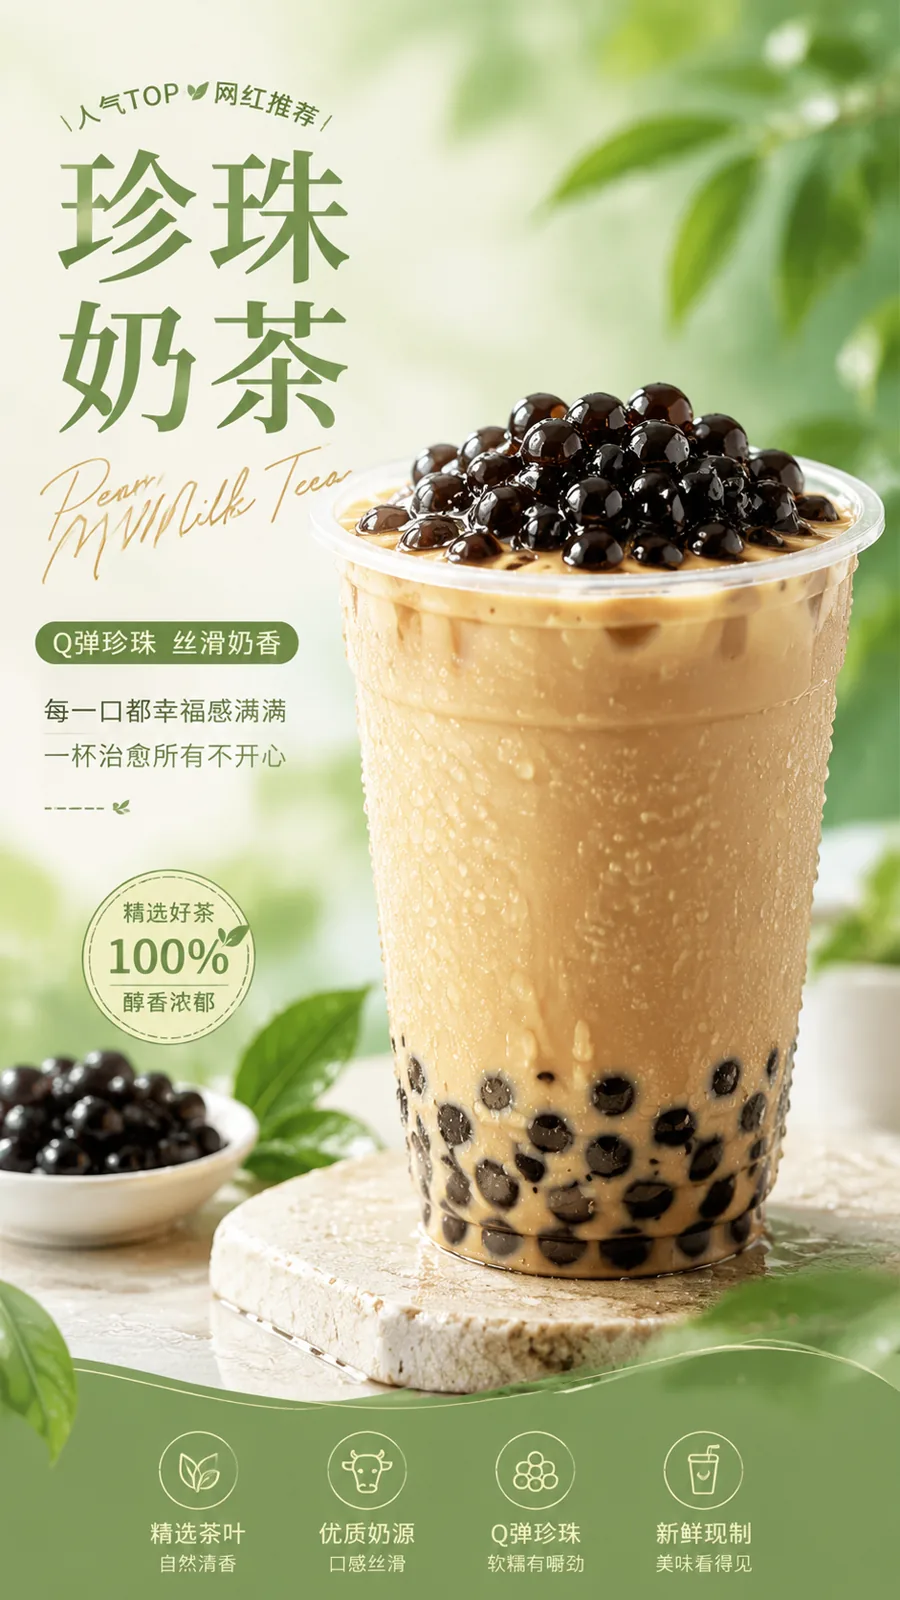 人气TOP 网红推荐
珍珠
奶茶
Milk Teea
Q弹珍珠 丝滑奶香
每一口都幸福感满满
一杯治愈所有不开心
精选好茶
100%
醇香浓郁
精选茶叶
自然清香
优质奶源
口感丝滑
Q弹珍珠
软糯有嚼劲
新鲜现制
美味看得见